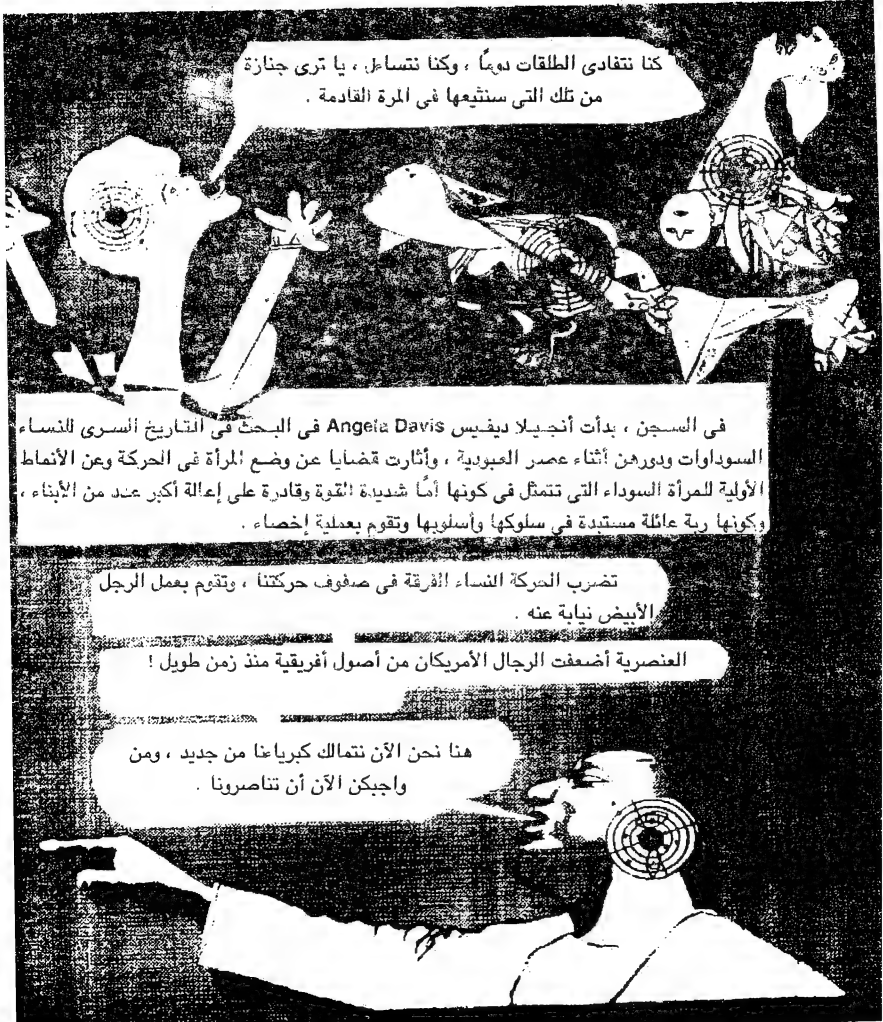 كنا نتفادى الطلقات دومًا ، وكنا نتساءل ، يا ترى جنازة
من تلك التى سنتبعها فى المرة القادمة .
فى السجن ، بدأت أنجيلا ديفيس Angela Davis فى البحث فى التاريخ السرى للنساء
السوداوات ودورهن أثناء عصر العبودية ، وأثارت قضايا عن وضع المرأة فى الحركة وعن الأنماط
الأولية للمرأة السوداء التى تتمثل فى كونها أمًا شديدة القوة وقادرة على إعالة أكبر عدد من الأبناء ،
وكونها ربة عائلة مستبدة فى سلوكها وأسلوبها وتقوم بعملية إخصاء .
تضرب الحركة النساء الفرقة فى صفوف حركتنا ، وتقوم بعمل الرجل
الأبيض نيابة عنه .
العنصرية أضعفت الرجال الأمريكان من أصول أفريقية منذ زمن طويل !
هنا نحن الآن نتمالك كبرياءنا من جديد ، ومن
واجبكن الآن أن تناصرونا .